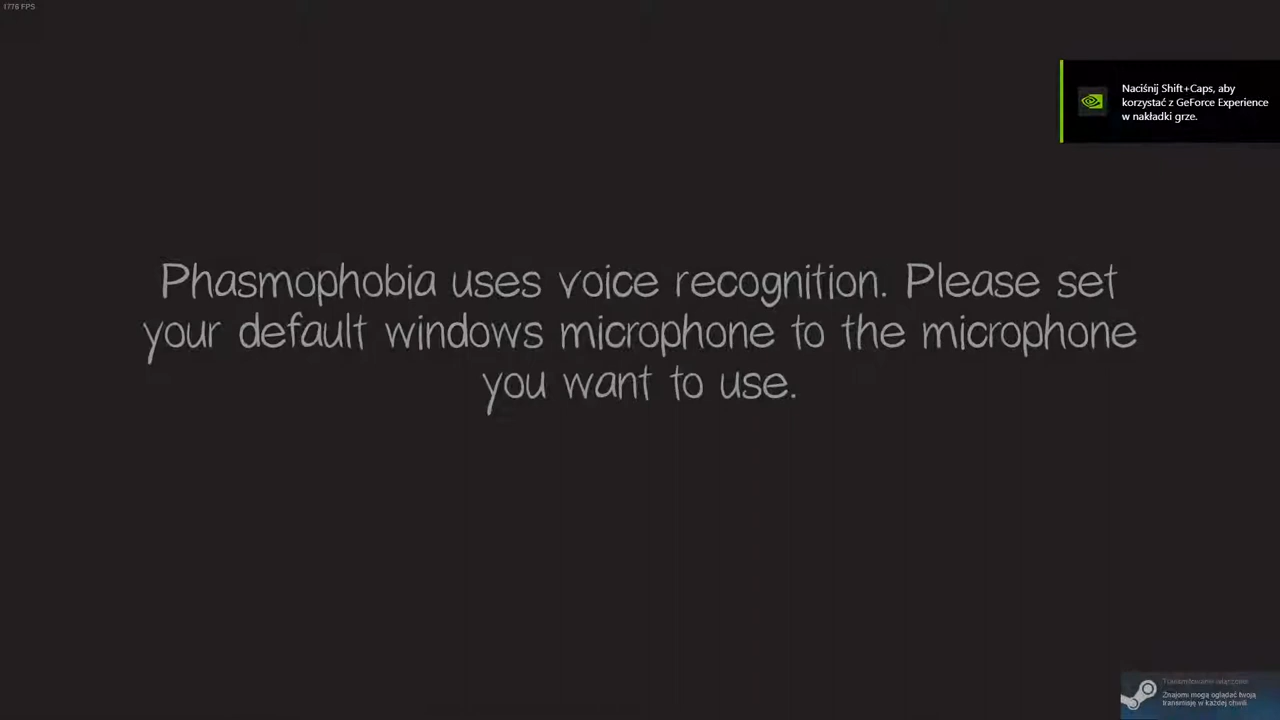 1776 FPS
Naciśnij Shift+Caps, aby
korzystać z GeForce Experience
w nakładki grze.
Phasmophobia uses voice recognition. Please set
your default windows microphone to the microphone
you want to use.
Znajomi mogą oglądać twoją
transmisję w każdej chwili.